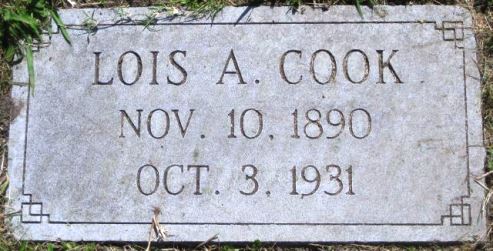 LOIS A. COOK
NOV. 10, 1890
OCT. 3, 1931